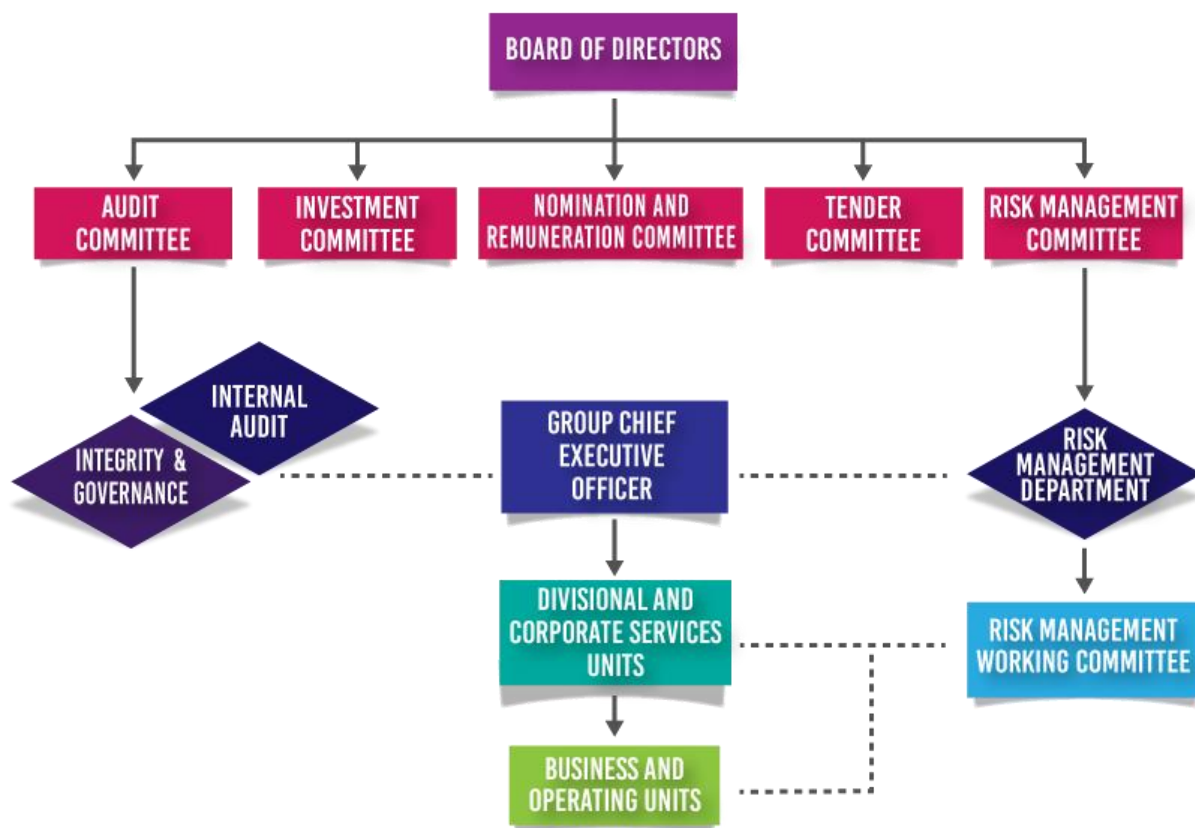 BOARD OF DIRECTORS
AUDIT
COMMITTEE
INVESTMENT
COMMITTEE
NOMINATION AND
REMUNERATION COMMITTEE
TENDER
COMMITTEE
RISK MANAGEMENT
COMMITTEE
INTERNAL
AUDIT
INTEGRITY &
GOVERNANCE
GROUP CHIEF
EXECUTIVE
OFFICER
RISK
MANAGEMENT
DEPARTMENT
DIVISIONAL AND
CORPORATE SERVICES
UNITS
RISK MANAGEMENT
WORKING COMMITTEE
BUSINESS AND
OPERATING UNITS